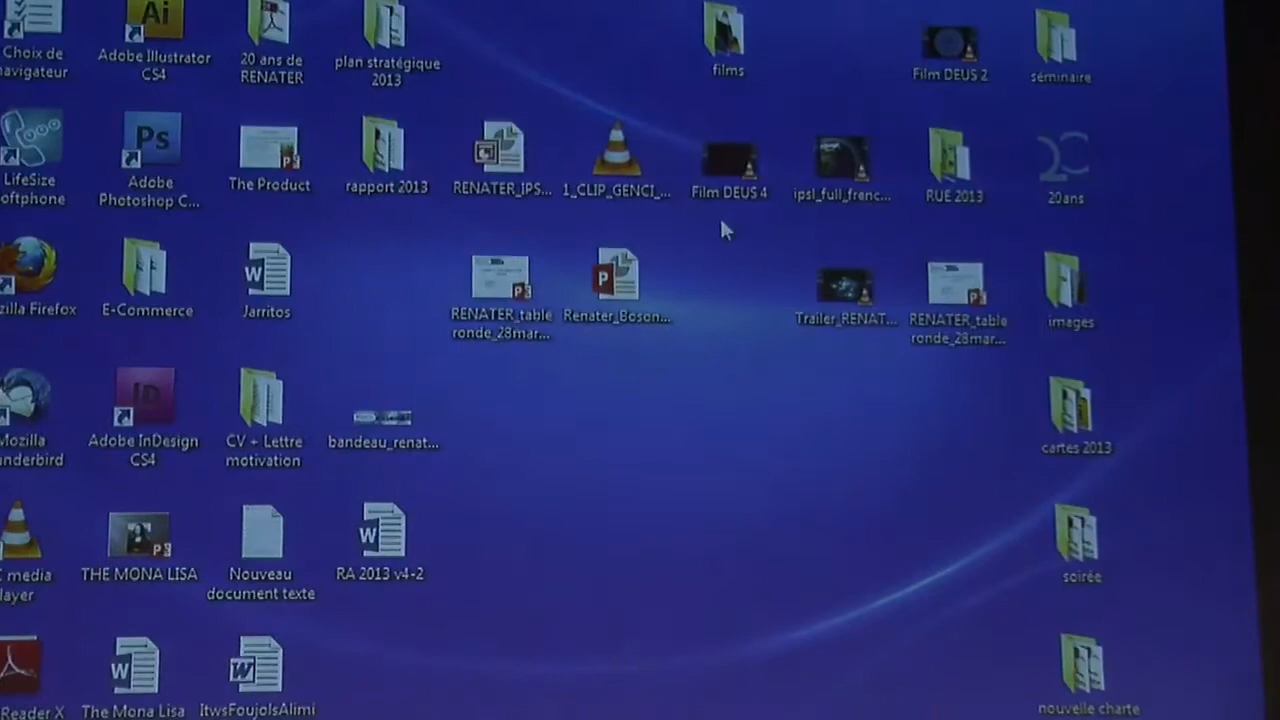 Choix de
navigateur
Ai
Adobe Illustrator
CS4
20 ans de
RENATER
plan stratégique
2013
films
Film DEUS 2
séminaire
LifeSize
oftphone
Ps
Adobe
Photoshop C...
The Product
rapport 2013
RENATER_IPS...
1_CLIP_GENCI_...
Film DEUS 4
ipsl_full_frenc...
RUE 2013
20ans
zilla Firefox
E-Commerce
W
Jarritos
RENATER_table
ronde_28mar...
P
Renater_Boson...
Trailer_RENAT...
RENATER_table
ronde_28mar...
images
Mozilla
underbird
ID
Adobe InDesign
CS4
CV + Lettre
motivation
bandeau_renat...
cartes 2013
C media
layer
THE MONA LISA
Nouveau
document texte
W
RA 2013 v4-2
soirée
Reader X
W
The Mona Lisa
W
ItwsFoujolsAlimi
nouvelle charte